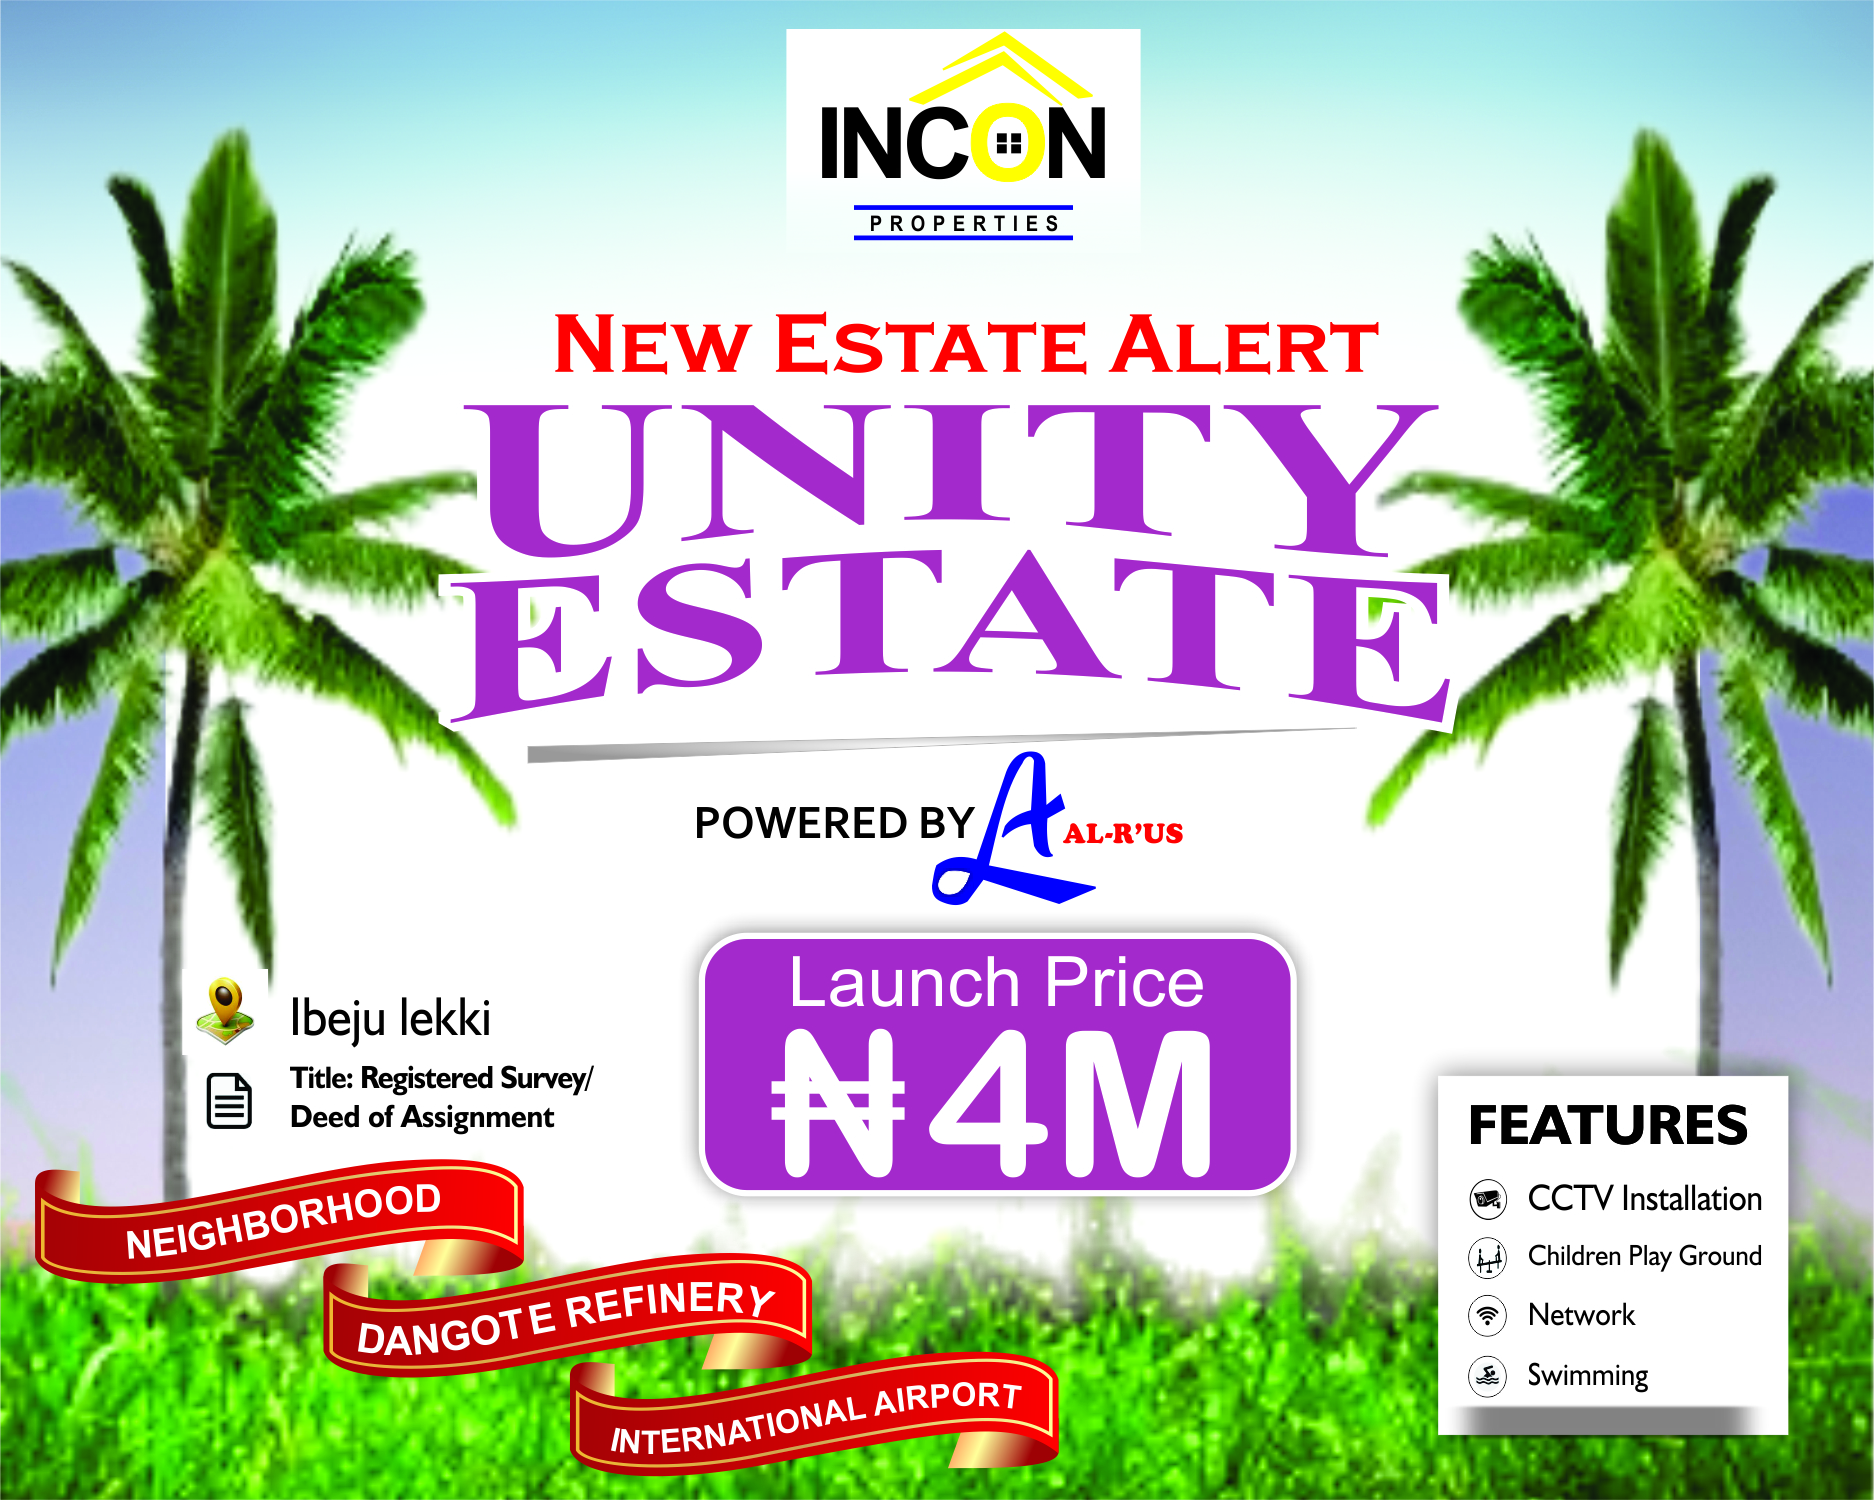 INCON
PROPERTIES
NEW ESTATE ALERT
UNITY
ESTATE
POWERED BY
AL-R'US
Launch Price
₦4M
Ibeju lekki
Title: Registered Survey/
Deed of Assignment
NEIGHBORHOOD
DANGOTE REFINERY
INTERNATIONAL AIRPORT
FEATURES
CCTV Installation
Children Play Ground
Network
Swimming